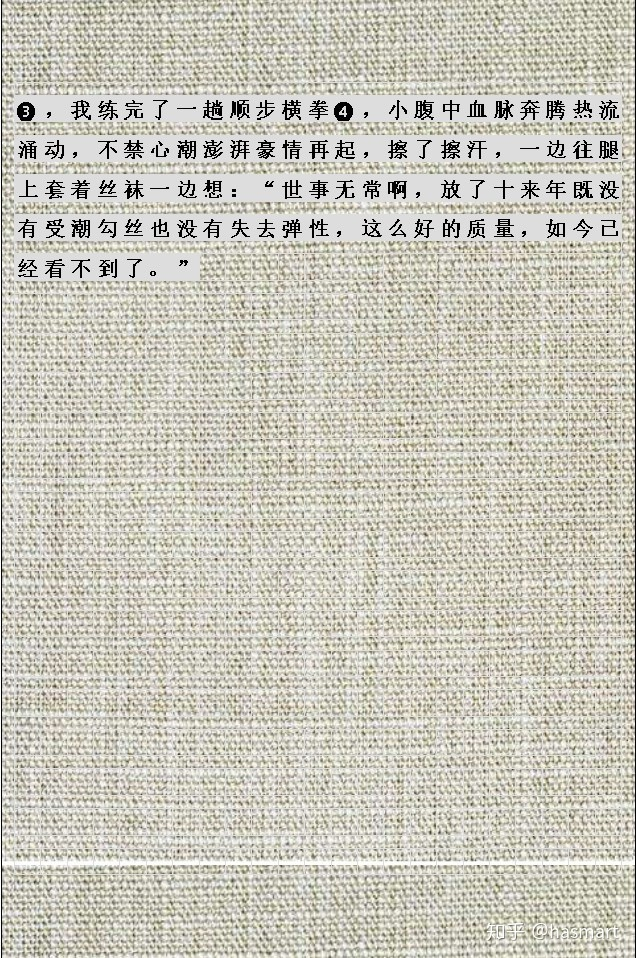 ❸，我练完了一趟顺步横拳❹，小腹中血脉奔腾热流
涌动，不禁心潮澎湃豪情再起，擦了擦汗，一边往腿
上套着丝袜一边想：“世事无常啊，放了十来年既没
有受潮勾丝也没有失去弹性，这么好的质量，如今已
经看不到了。”
知乎 @hasmart